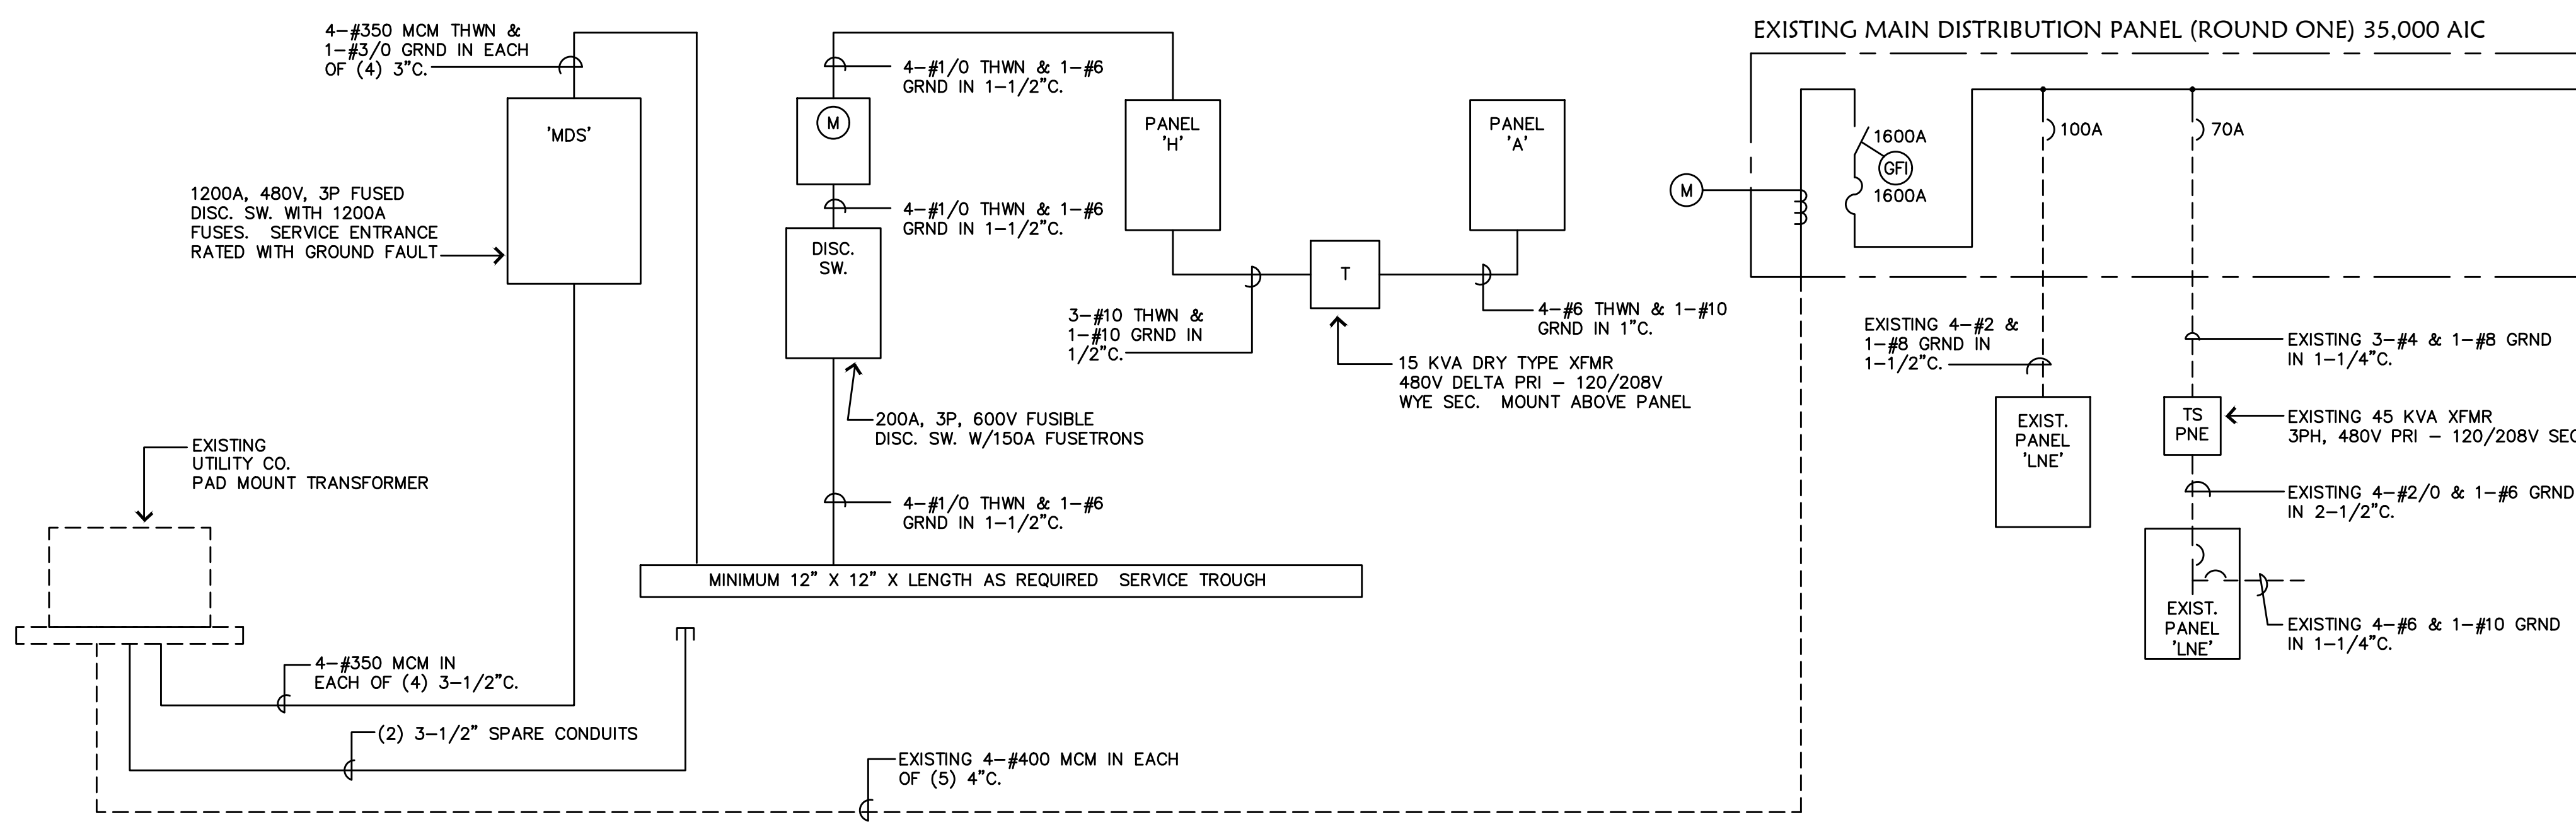 4-#350 MCM THWN &
1-#3/0 GRND IN EACH
OF (4) 3"C.
'MDS'
1200A, 480V, 3P FUSED
DISC. SW. WITH 1200A
FUSES. SERVICE ENTRANCE
RATED WITH GROUND FAULT
EXISTING
UTILITY CO.
PAD MOUNT TRANSFORMER
4-#350 MCM IN
EACH OF (4) 3-1/2"C.
(2) 3-1/2" SPARE CONDUITS
4-#1/0 THWN & 1-#6
GRND IN 1-1/2"C.
M
4-#1/0 THWN & 1-#6
GRND IN 1-1/2"C.
DISC.
SW.
200A, 3P, 600V FUSIBLE
DISC. SW. W/150A FUSETRONS
4-#1/0 THWN & 1-#6
GRND IN 1-1/2"C.
MINIMUM 12" X 12" X LENGTH AS REQUIRED SERVICE TROUGH
EXISTING 4-#400 MCM IN EACH
OF (5) 4"C.
PANEL
'H'
3-#10 THWN &
1-#10 GRND IN
1/2"C.
T
15 KVA DRY TYPE XFMR
480V DELTA PRI - 120/208V
WYE SEC. MOUNT ABOVE PANEL
PANEL
'A'
4-#6 THWN & 1-#10
GRND IN 1"C.
EXISTING MAIN DISTRIBUTION PANEL (ROUND ONE) 35,000 AIC
M
1600A
GFI
1600A
100A
70A
EXISTING 4-#2 &
1-#8 GRND IN
1-1/2"C.
EXIST.
PANEL
'LNE'
EXISTING 3-#4 & 1-#8 GRND
IN 1-1/4"C.
TS
PNE
EXISTING 45 KVA XFMR
3PH, 480V PRI - 120/208V SEC
EXISTING 4-#2/0 & 1-#6 GRND
IN 2-1/2"C.
EXIST.
PANEL
'LNE'
EXISTING 4-#6 & 1-#10 GRND
IN 1-1/4"C.